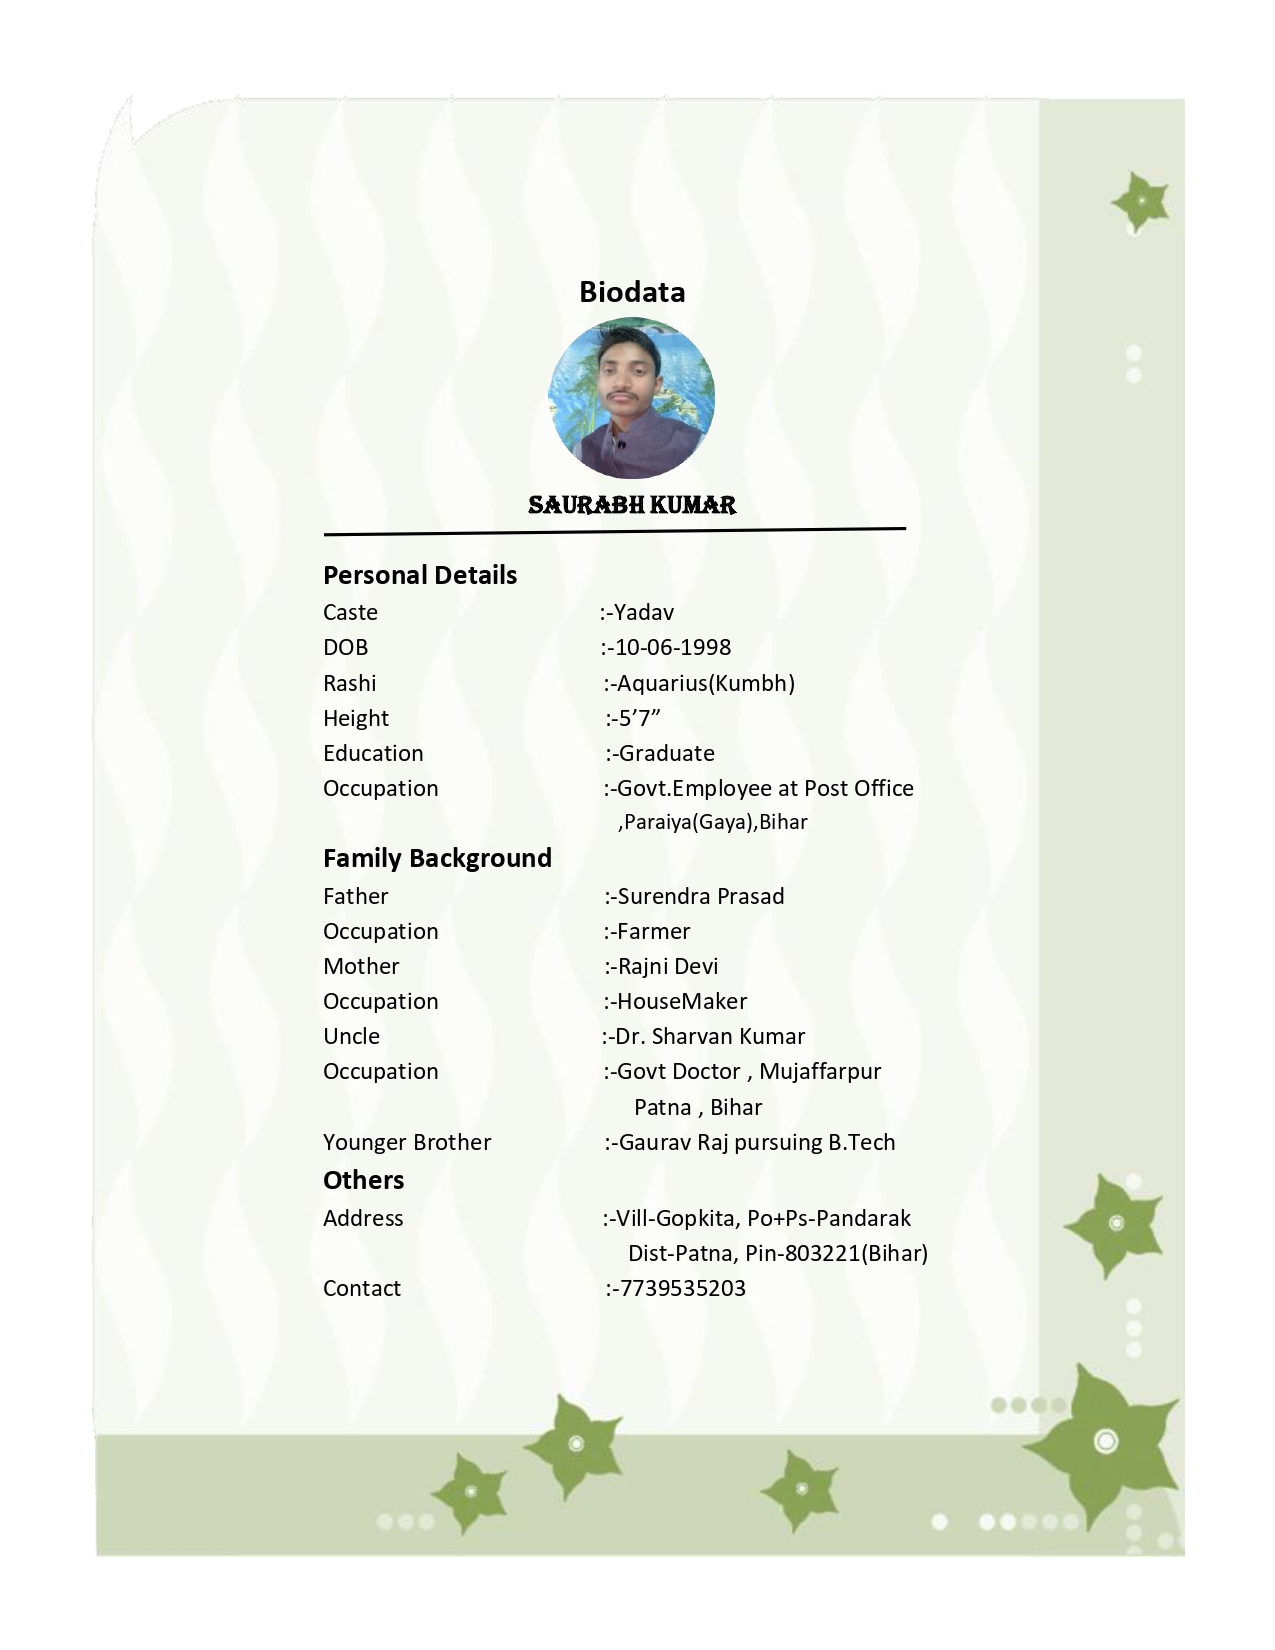 Biodata
SAURABH KUMAR
Personal Details
Caste :-Yadav
DOB :-10-06-1998
Rashi :-Aquarius(Kumbh)
Height :-5’7”
Education :-Graduate
Occupation :-Govt.Employee at Post Office
,Paraiya(Gaya),Bihar
Family Background
Father :-Surendra Prasad
Occupation :-Farmer
Mother :-Rajni Devi
Occupation :-HouseMaker
Uncle :-Dr. Sharvan Kumar
Occupation :-Govt Doctor , Mujaffarpur
Patna , Bihar
Younger Brother :-Gaurav Raj pursuing B.Tech
Others
Address :-Vill-Gopkita, Po+Ps-Pandarak
Dist-Patna, Pin-803221(Bihar)
Contact :-7739535203